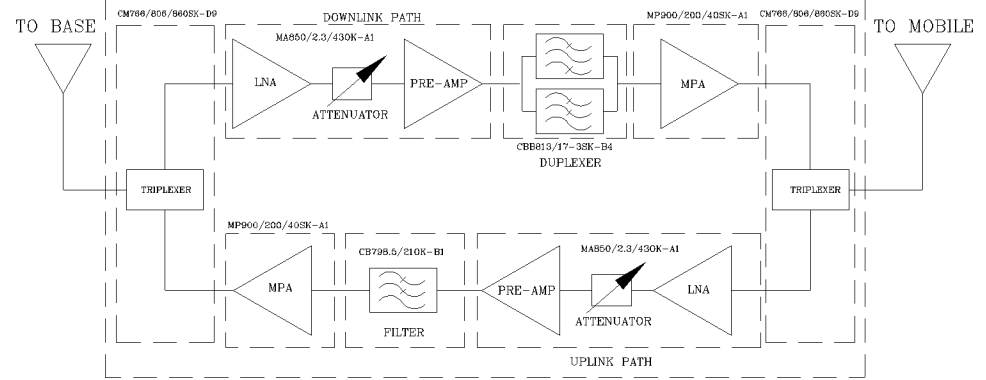 CM766/806/860SK-D9
DOWNLINK PATH
MP900/200/40SK-A1
CM766/806/860SK-D9
TO BASE
TO MOBILE
MA850/2.3/430K-A1
LNA
PRE-AMP
MPA
ATTENUATOR
CBB813/17-3SK-B4
DUPLEXER
TRIPLEXER
TRIPLEXER
MP900/200/40SK-A1
CB798.5/210K-B1
MA850/2.3/430K-A1
MPA
PRE-AMP
LNA
ATTENUATOR
FILTER
UPLINK PATH